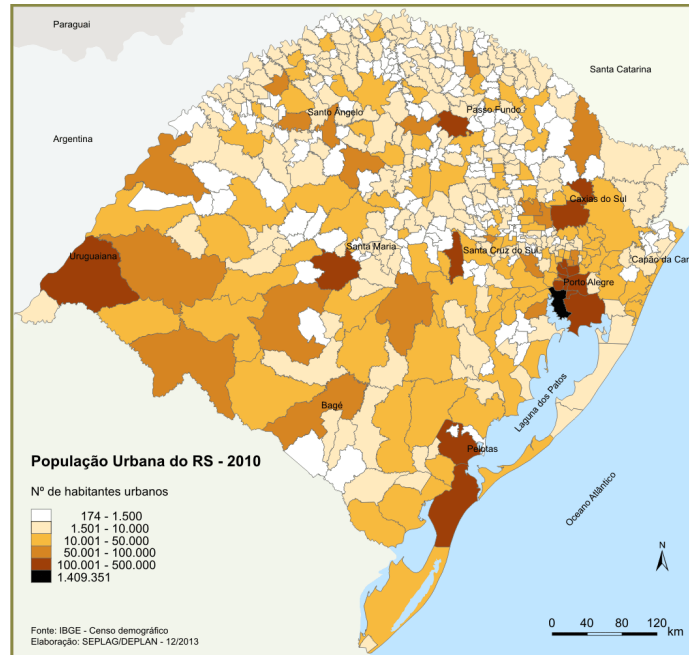 Paraguai
Santa Catarina
Argentina
Santo Ângelo
Passo Fundo
Caxias do Sul
Santa Maria
Santa Cruz do Sul
Uruguaiana
Capão da Can
Porto Alegre
Bagé
Laguna dos Patos
Pelotas
Oceano Atlântico
População Urbana do RS - 2010
Nº de habitantes urbanos
174 - 1.500
1.501 - 10.000
10.001 - 50.000
50.001 - 100.000
100.001 - 500.000
1.409.351
N
0 40 80 120
km
Fonte: IBGE - Censo demográfico
Elaboração: SEPLAG/DEPLAN - 12/2013